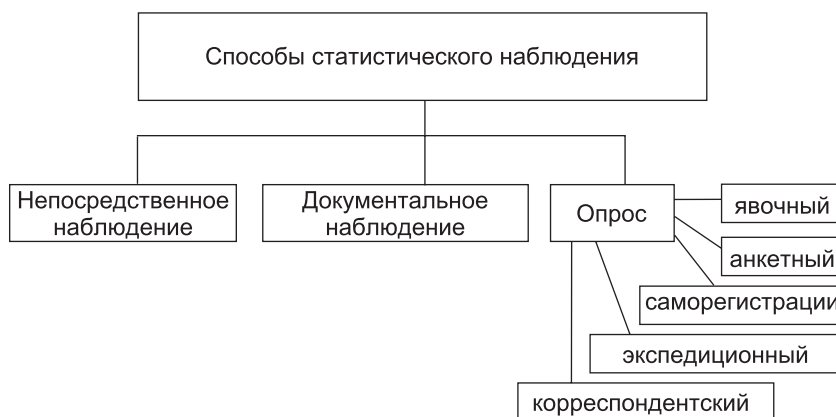 Способы статистического наблюдения
Непосредственное
наблюдение
Документальное
наблюдение
Опрос
явочный
анкетный
саморегистрации
экспедиционный
корреспондентский